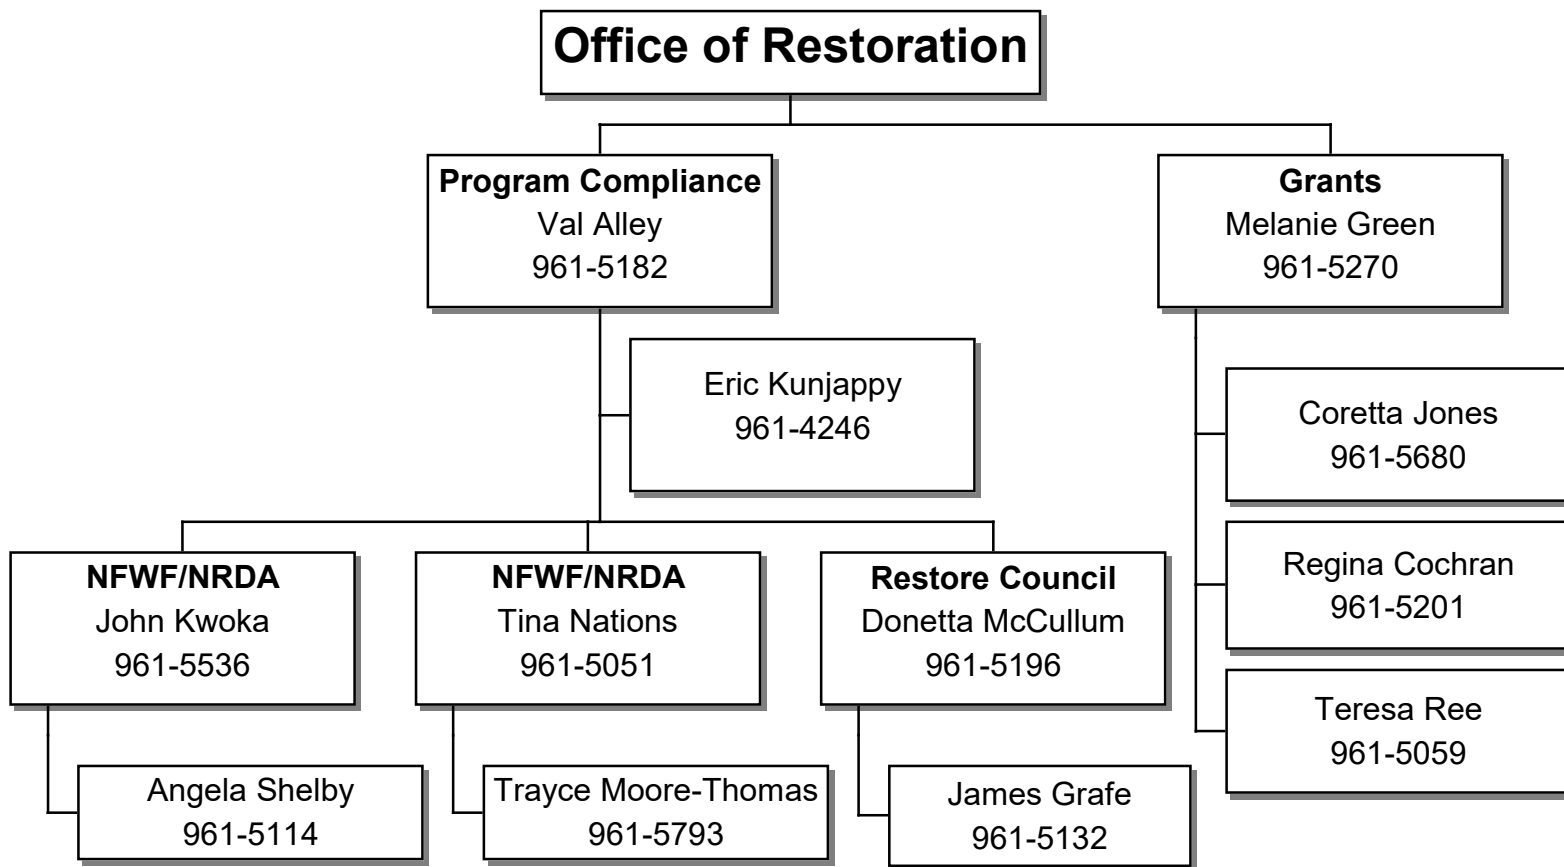 Office of Restoration
Program Compliance
Val Alley
961-5182
Grants
Melanie Green
961-5270
Eric Kunjappy
961-4246
Coretta Jones
961-5680
Regina Cochran
961-5201
Teresa Ree
961-5059
NFWF/NRDA
John Kwoka
961-5536
NFWF/NRDA
Tina Nations
961-5051
Restore Council
Donetta McCullum
961-5196
Angela Shelby
961-5114
Trayce Moore-Thomas
961-5793
James Grafe
961-5132